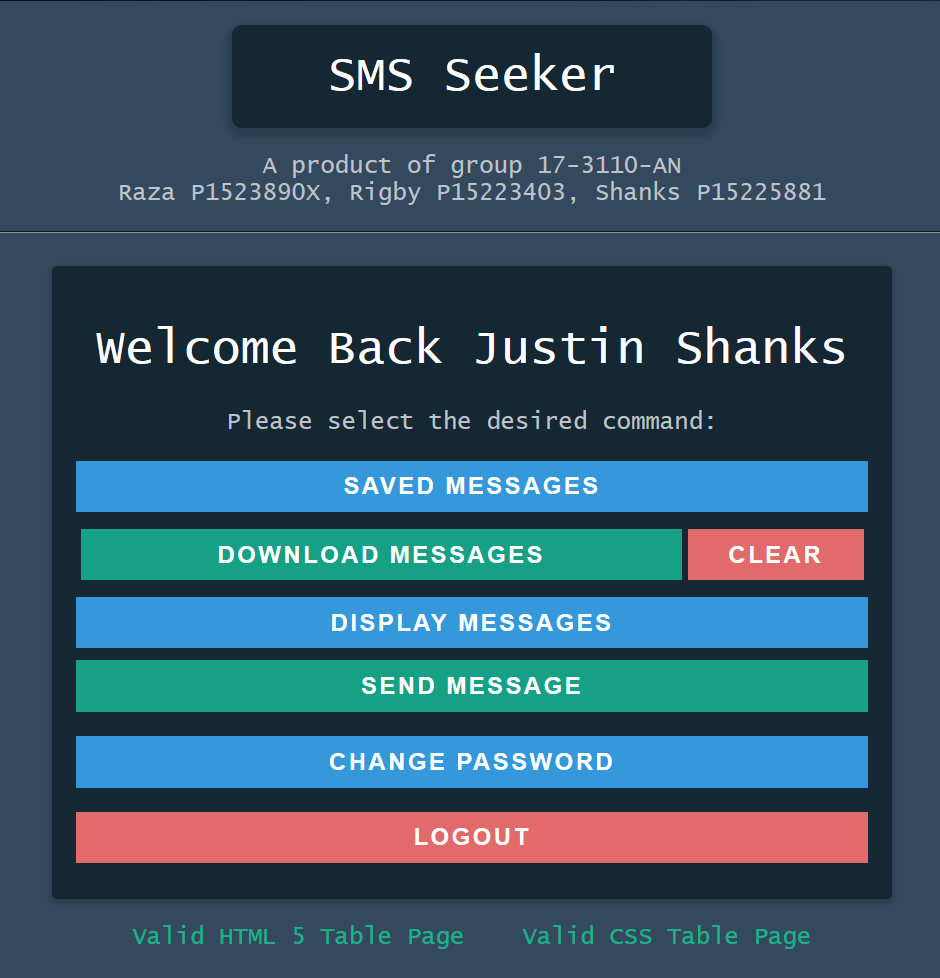 SMS Seeker
A product of group 17-3110-AN
Raza P1523890X, Rigby P15223403, Shanks P15225881
Welcome Back Justin Shanks
Please select the desired command:
SAVED MESSAGES
DOWNLOAD MESSAGES CLEAR
DISPLAY MESSAGES
SEND MESSAGE
CHANGE PASSWORD
LOGOUT
Valid HTML 5 Table Page Valid CSS Table Page